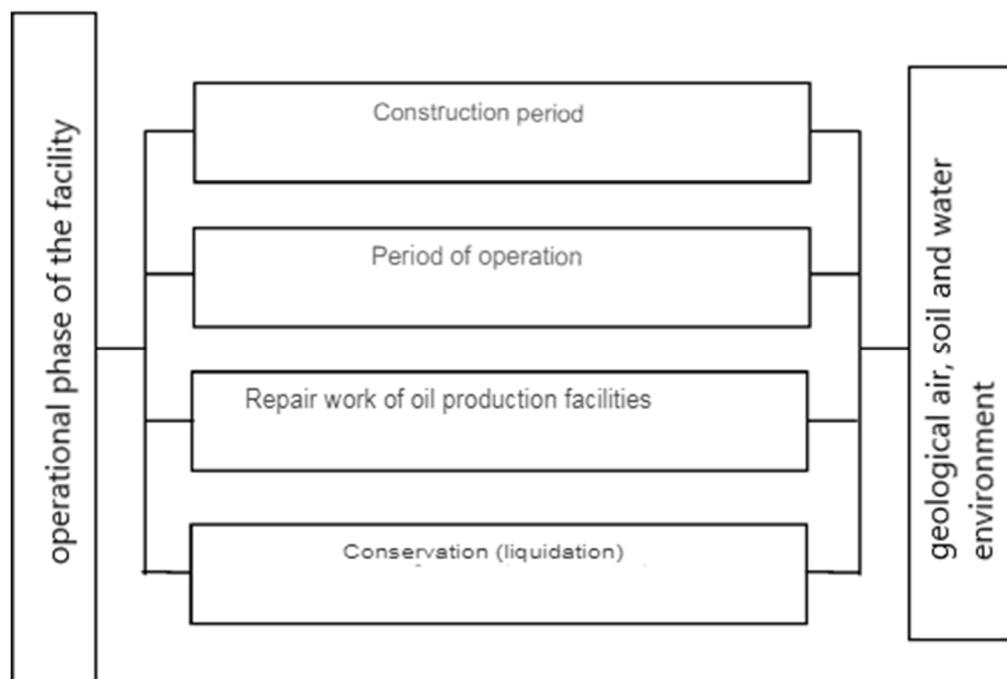 operational phase of the facility
Construction period
Period of operation
Repair work of oil production facilities
Conservation (liquidation)
geological air, soil and water
environment